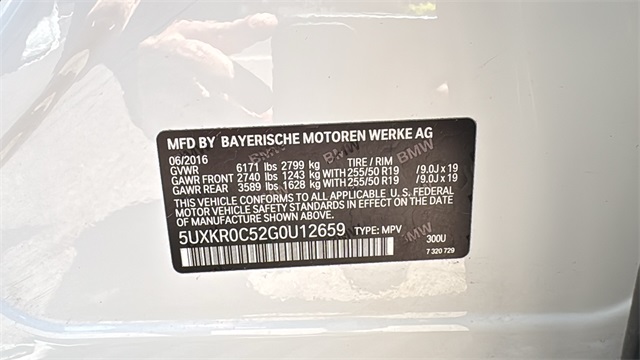 MFD BY BAYERISCHE MOTOREN WERKE AG
06/2016
GVWR 6171 lbs 2799 kg TIRE / RIM
GAWR FRONT 2740 lbs 1243 kg WITH 255/50 R19 / 9.0J x 19
GAWR REAR 3589 lbs 1628 kg WITH 255/50 R19 / 9.0J x 19
THIS VEHICLE CONFORMS TO ALL APPLICABLE U.S. FEDERAL
MOTOR VEHICLE SAFETY STANDARDS IN EFFECT ON THE DATE
OF MANUFACTURE SHOWN ABOVE.
5UXKR0C52G0U12659 TYPE: MPV
300U
7 320 729